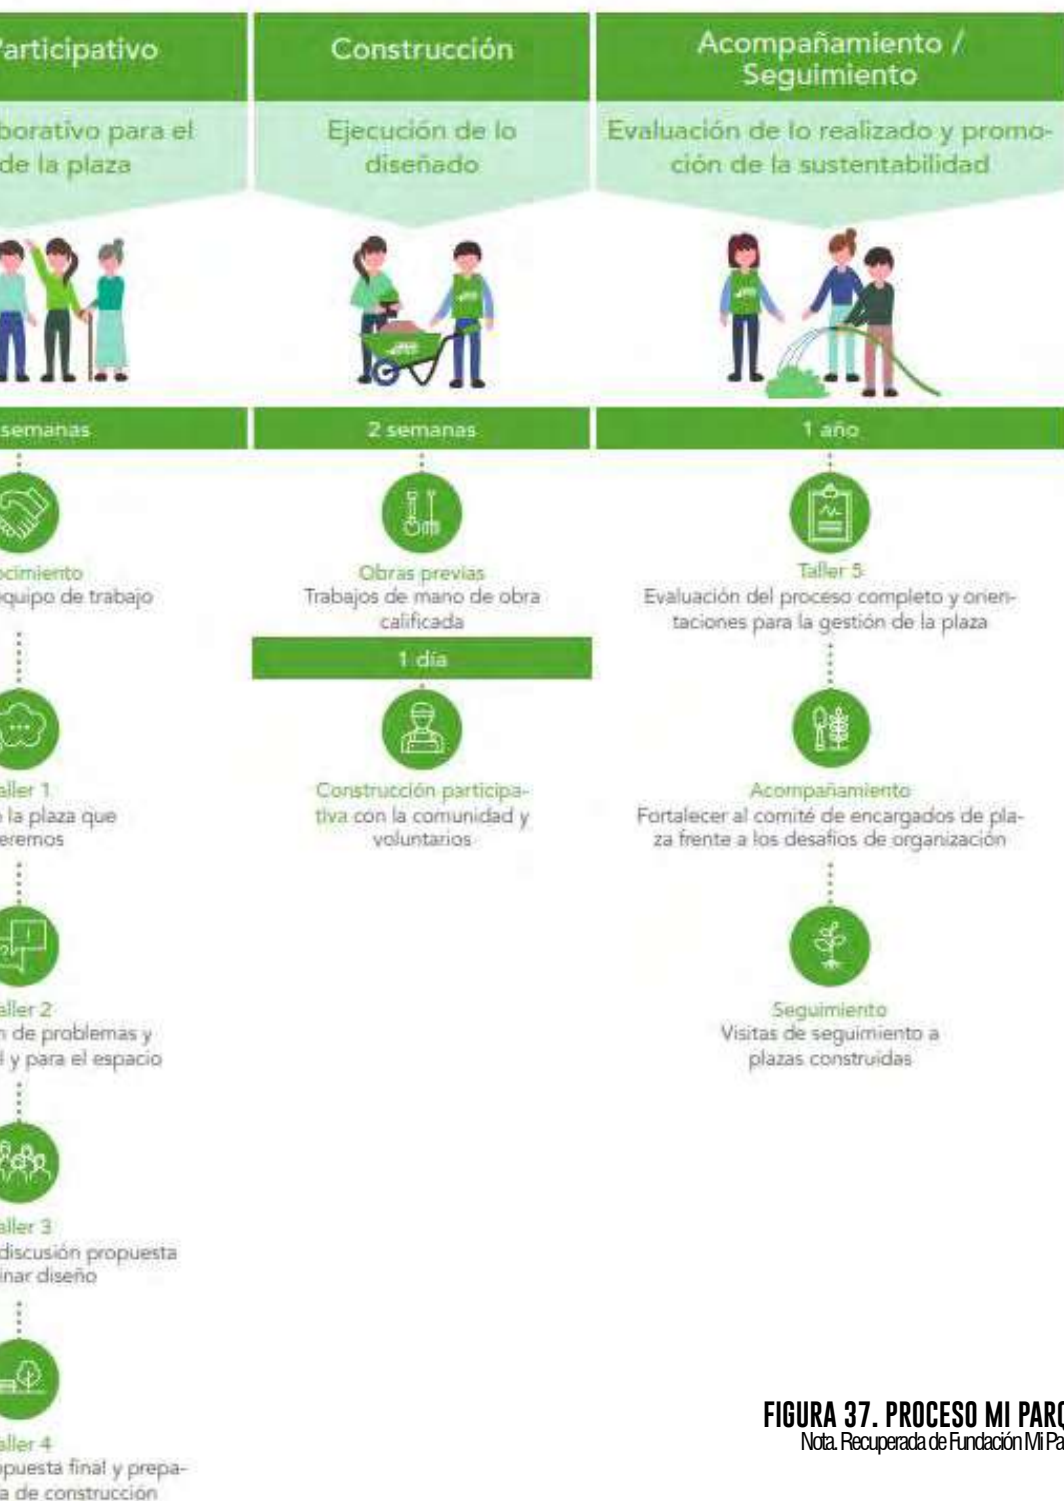 Participativo
borativo para el
de la plaza
semanas
ocimiento
equipo de trabajo
aller 1
la plaza que
eremos
aller 2
n de problemas y
l y para el espacio
aller 3
discusión propuesta
inar diseño
aller 4
opuesta final y prepa-
a de construcción
Construcción
Ejecución de lo
diseñado
2 semanas
Obras previas
Trabajos de mano de obra
calificada
1 día
Construcción participa-
tiva con la comunidad y
voluntarios
Acompañamiento /
Seguimiento
Evaluación de lo realizado y promo-
ción de la sustentabilidad
1 año
Taller 5
Evaluación del proceso completo y orien-
taciones para la gestión de la plaza
Acompañamiento
Fortalecer al comité de encargados de pla-
za frente a los desafíos de organización
Seguimiento
Visitas de seguimiento a
plazas construidas
FIGURA 37. PROCESO MI PARQ
Nota. Recuperada de Fundación Mi Pa